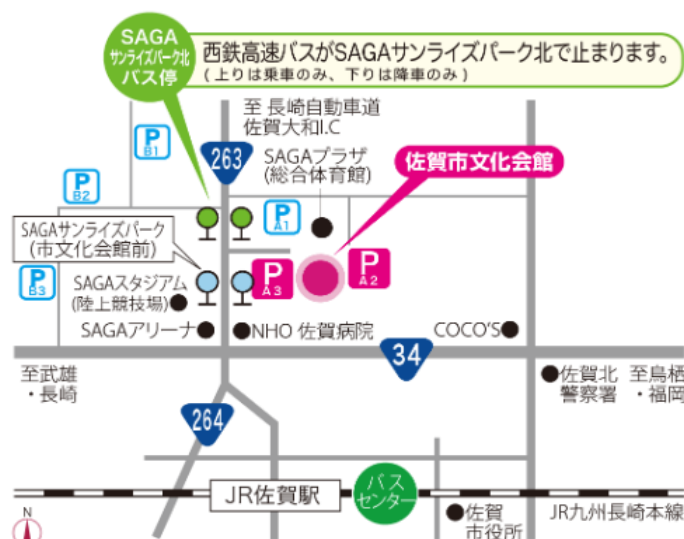 SAGA
サンライズパーク北
バス停
西鉄高速バスがSAGAサンライズパーク北で止まります。
(上りは乗車のみ、下りは降車のみ)
至 長崎自動車道
佐賀大和I.C
P
B1
263
SAGAプラザ
(総合体育館)
佐賀市文化会館
P
B2
P
A1
SAGAサンライズパーク
(市文化会館前)
P
B3
SAGAスタジアム
(陸上競技場)
P
A3
P
A2
SAGAアリーナ
NHO 佐賀病院
COCO'S
34
至武雄
・長崎
佐賀北
警察署
至鳥栖
・福岡
264
JR佐賀駅
バス
センター
N
佐賀
市役所
JR九州長崎本線